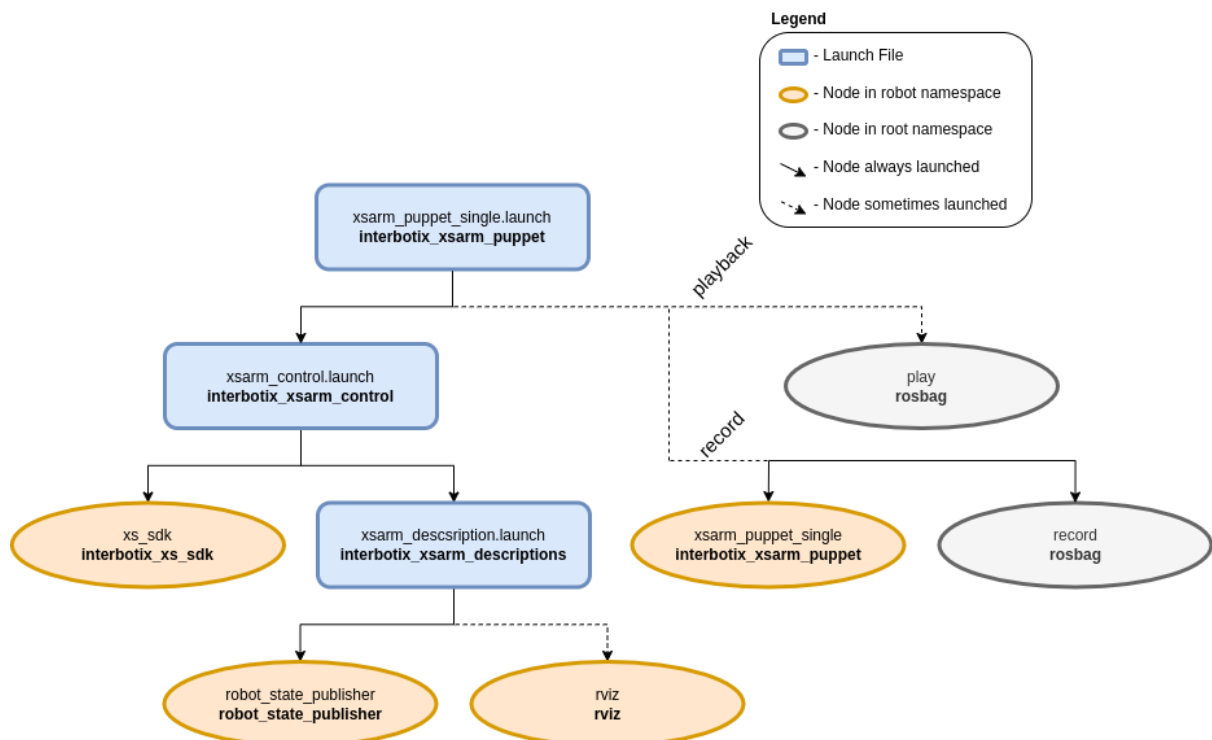 Legend
- Launch File
- Node in robot namespace
- Node in root namespace
- Node always launched
- Node sometimes launched
xsarm_puppet_single.launch
interbotix_xsarm_puppet
playback
xsarm_control.launch
interbotix_xsarm_control
play
rosbag
record
xs_sdk
interbotix_xs_sdk
xsarm_descsription.launch
interbotix_xsarm_descriptions
xsarm_puppet_single
interbotix_xsarm_puppet
record
rosbag
robot_state_publisher
robot_state_publisher
rviz
rviz